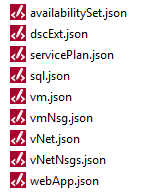 availabilitySet.json
dscExt.json
servicePlan.json
sql.json
vm.json
vmNsg.json
vNet.json
vNetNsgs.json
webApp.json